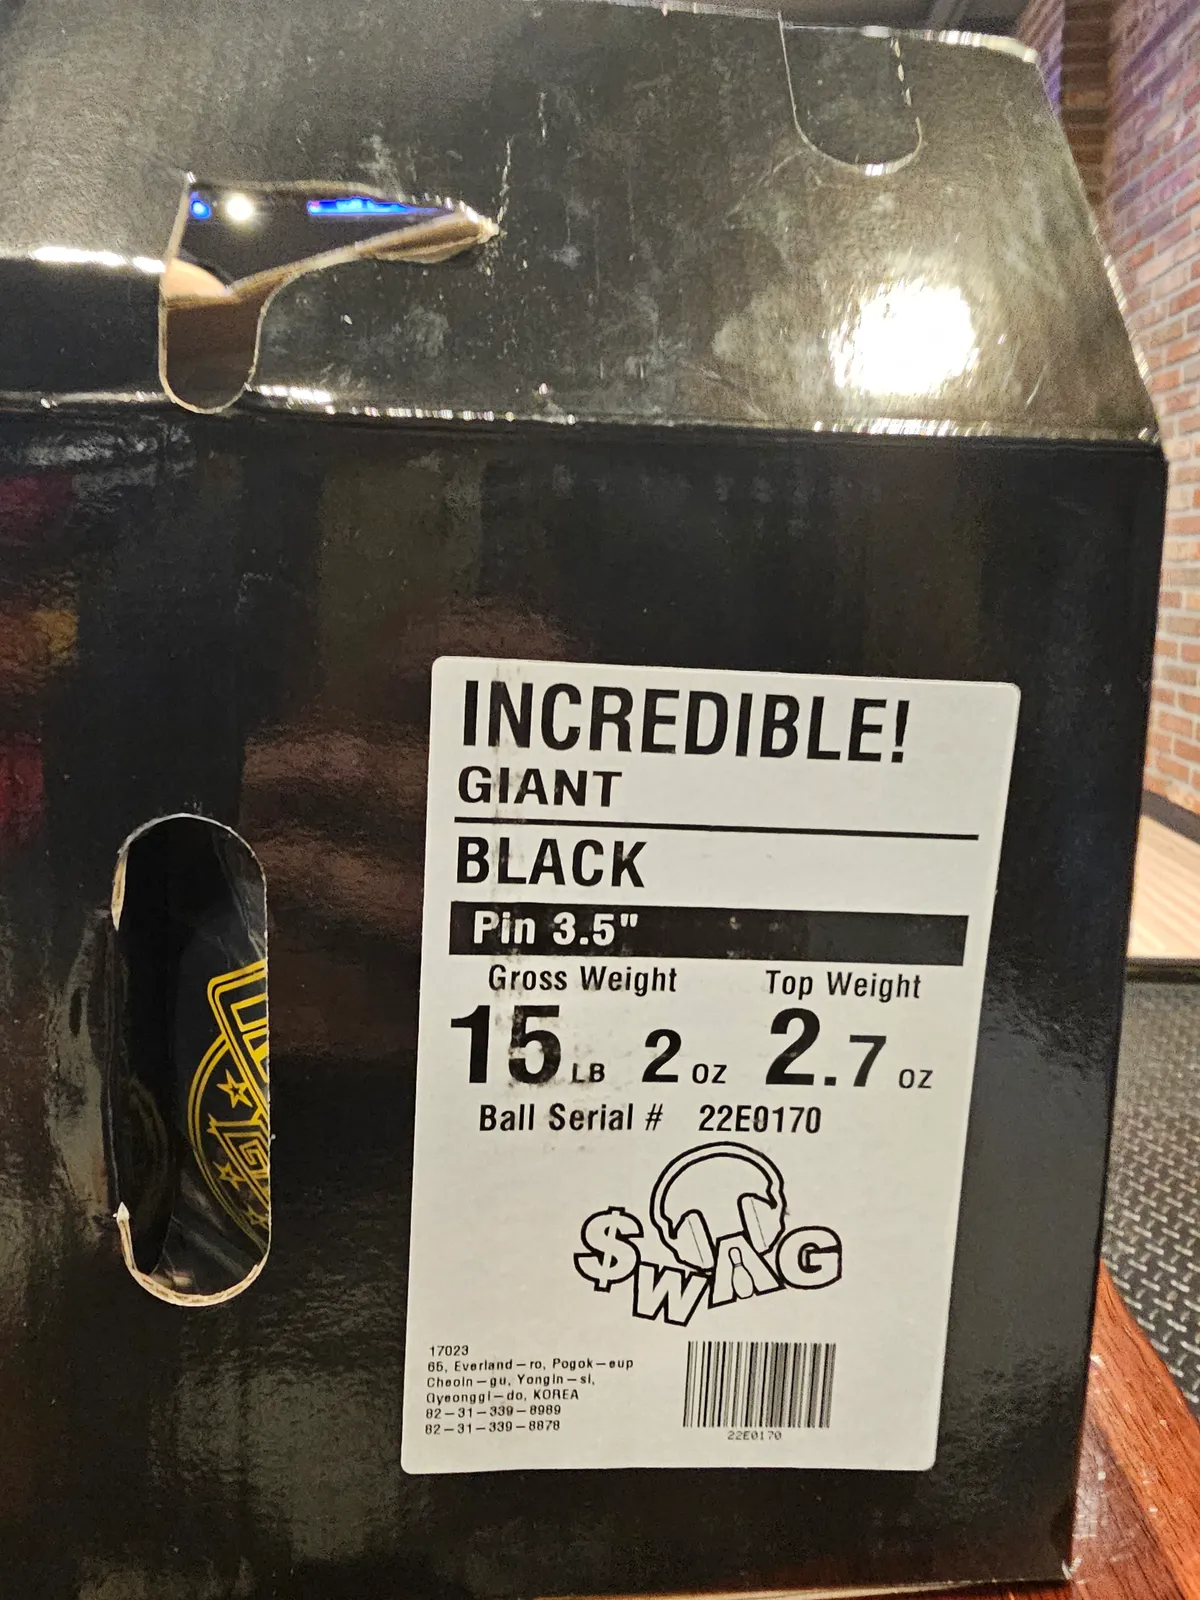 INCREDIBLE!
GIANT
BLACK
Pin 3.5"
Gross Weight Top Weight
15 LB 2 oz 2.7 oz
Ball Serial # 22E0170
$WAG
17023
65, Everland-ro, Pogok-eup
Cheoin-gu, Yongin-si,
Gyeonggi-do, KOREA
82-31-339-8989
82-31-339-8878
22E0170